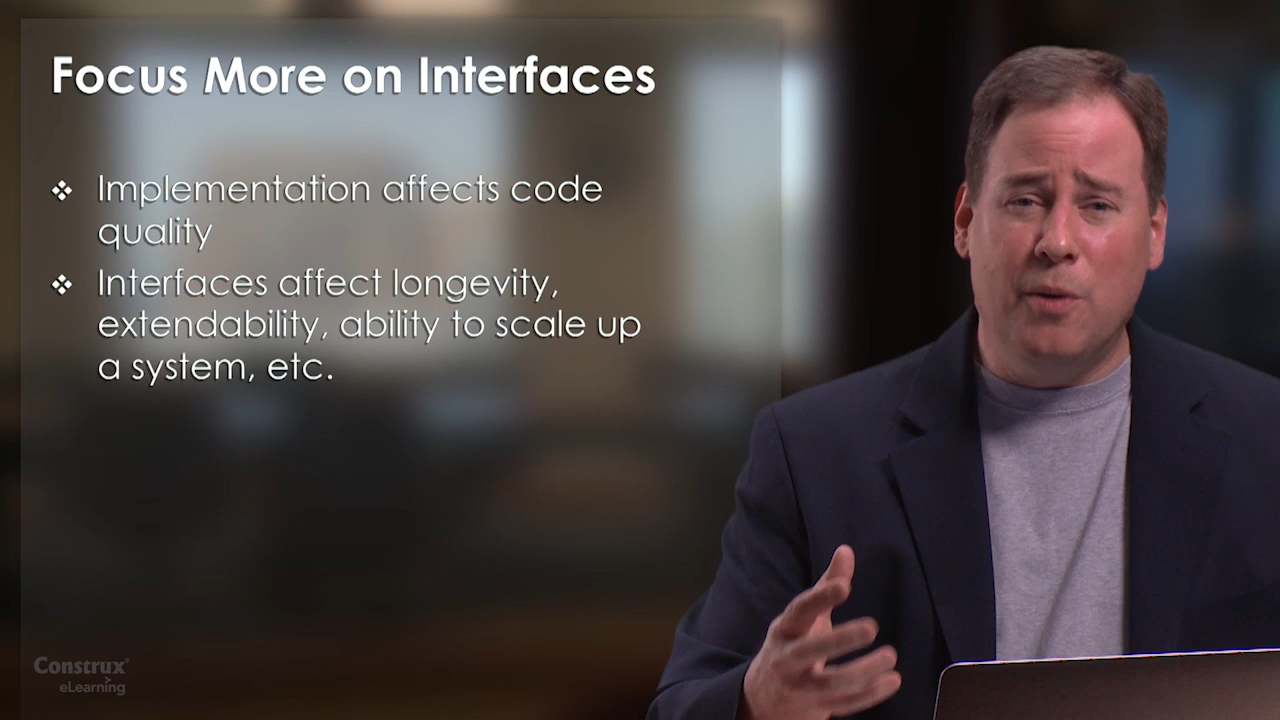 Focus More on Interfaces
❖ Implementation affects code
quality
❖ Interfaces affect longevity,
extendability, ability to scale up
a system, etc.
Construx®
eLearning